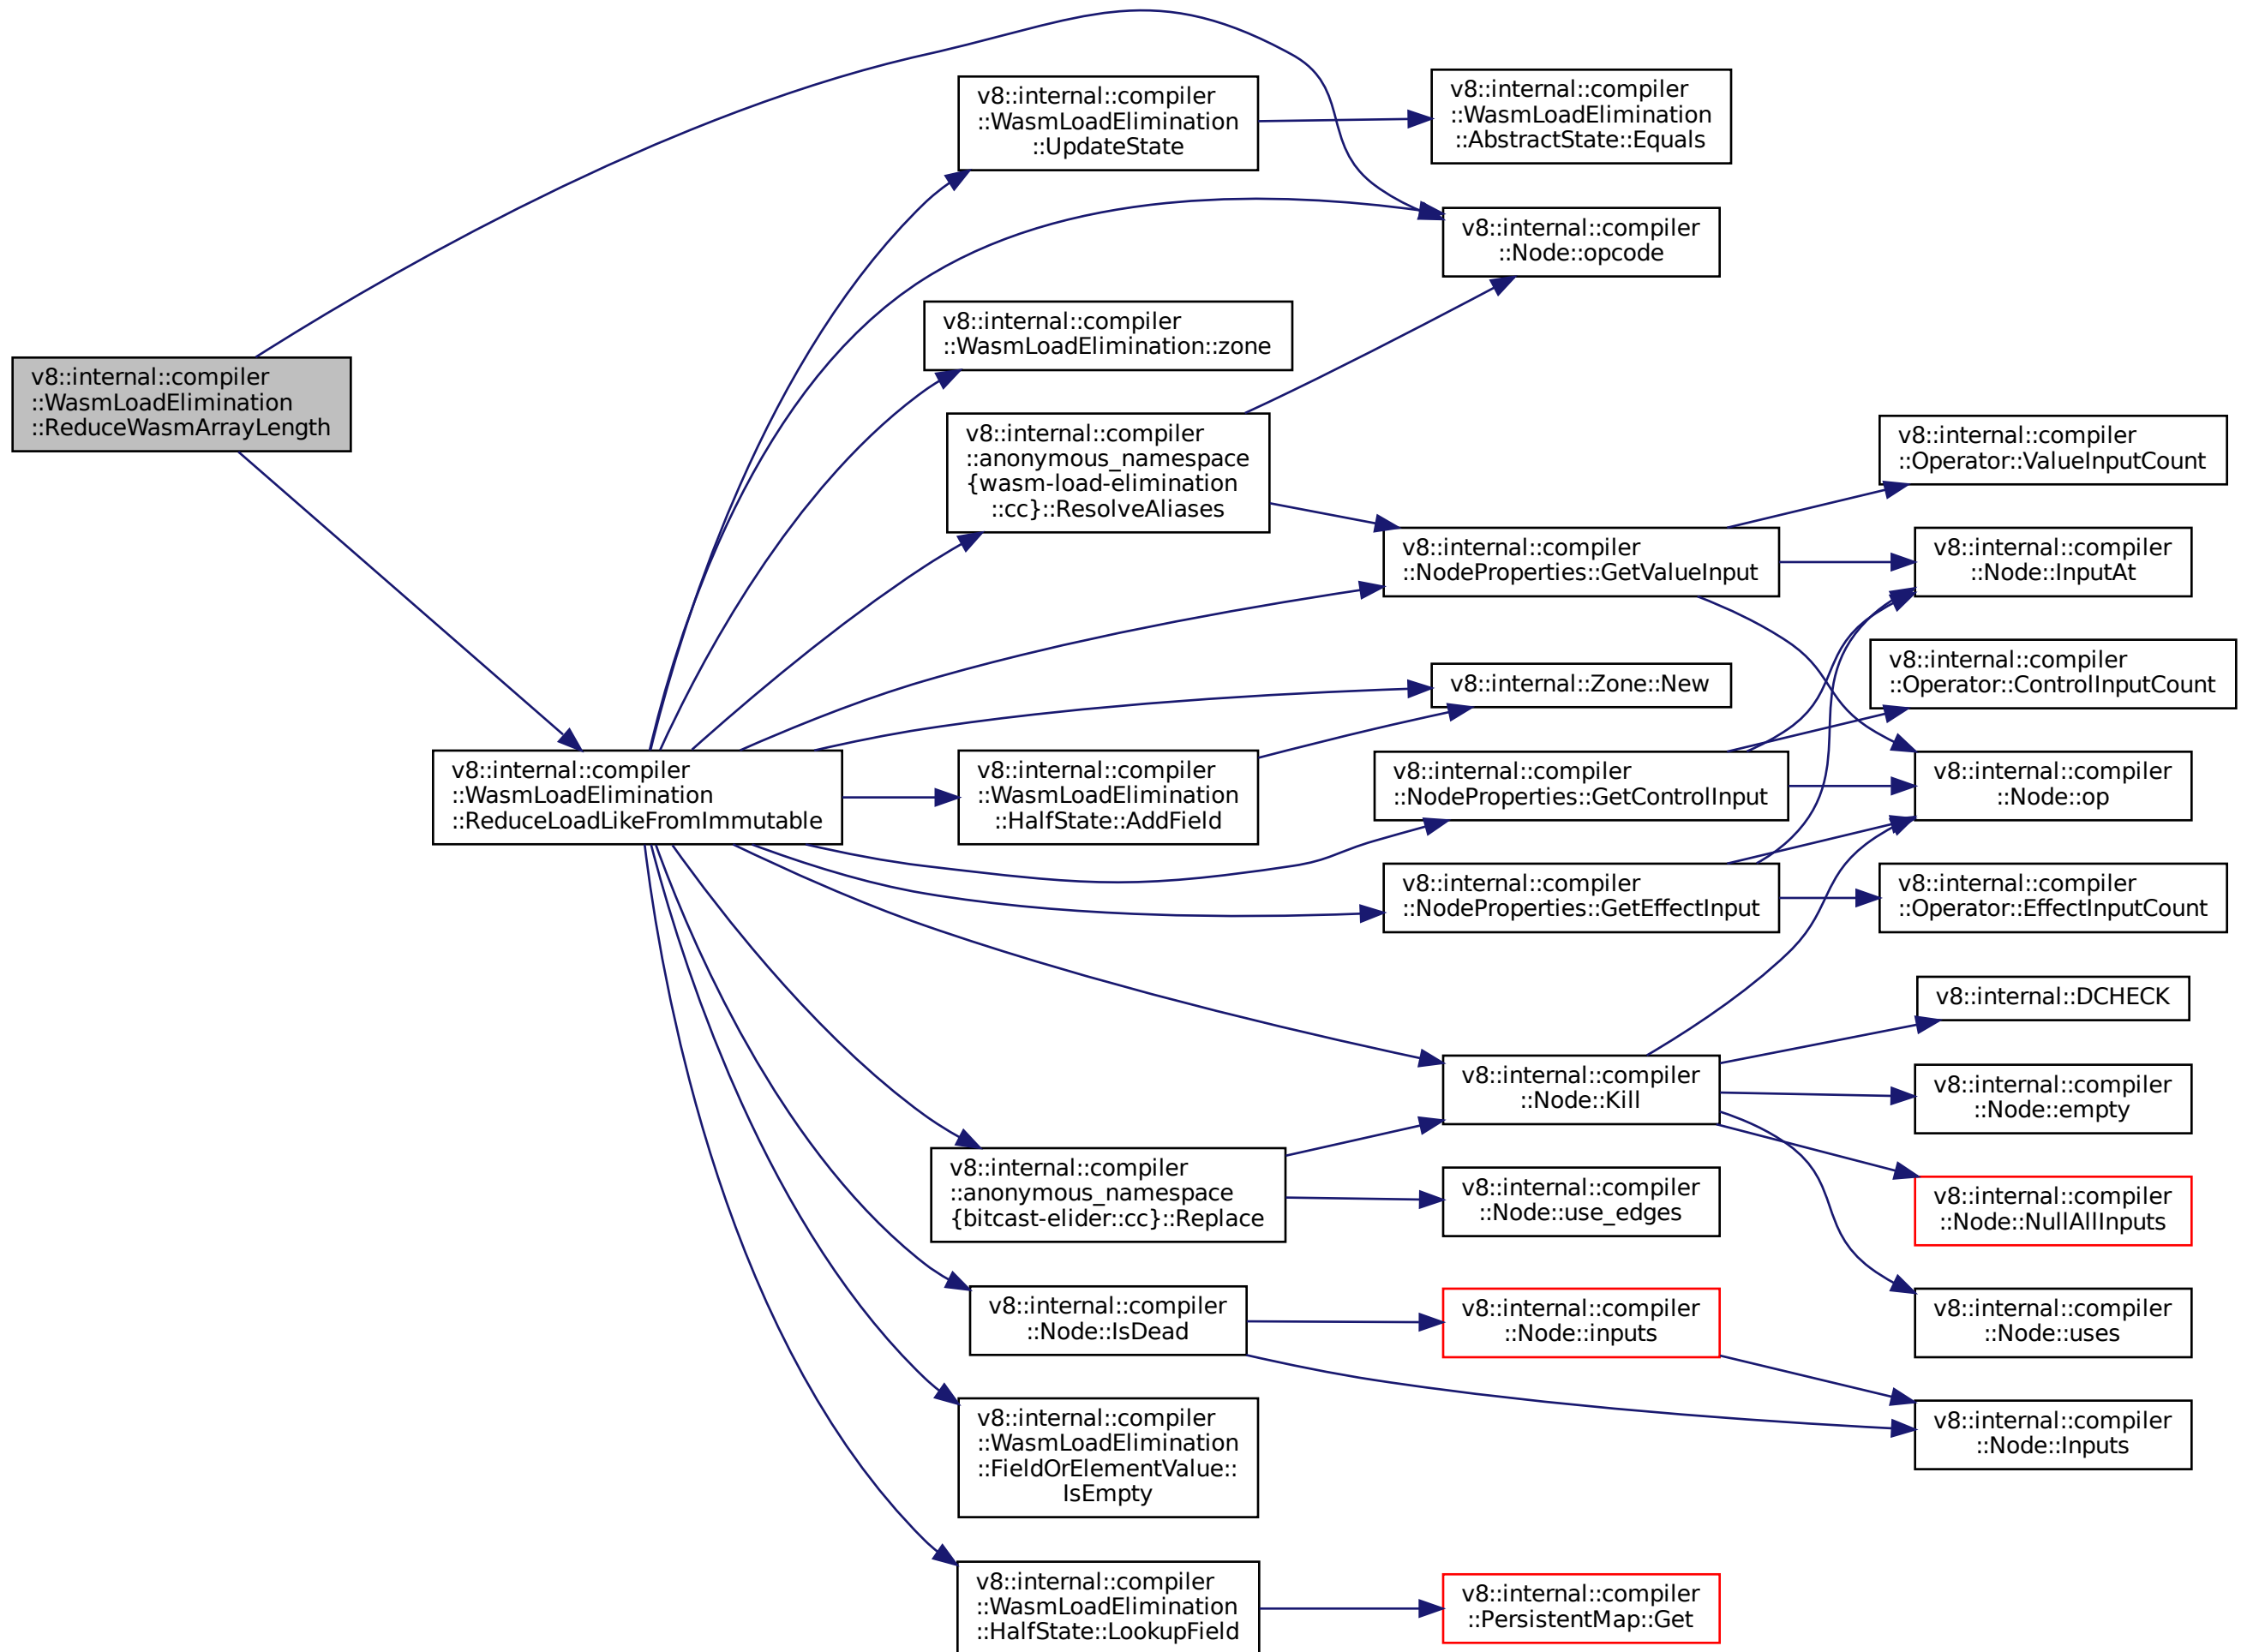 v8::internal::compiler
::WasmLoadElimination
::ReduceWasmArrayLength
v8::internal::compiler
::WasmLoadElimination
::ReduceLoadLikeFromImmutable
v8::internal::compiler
::WasmLoadElimination
::UpdateState
v8::internal::compiler
::WasmLoadElimination::zone
v8::internal::compiler
::anonymous_namespace
{wasm-load-elimination
::cc}::ResolveAliases
v8::internal::compiler
::WasmLoadElimination
::HalfState::AddField
v8::internal::compiler
::anonymous_namespace
{bitcast-elider::cc}::Replace
v8::internal::compiler
::Node::IsDead
v8::internal::compiler
::WasmLoadElimination
::FieldOrElementValue::
IsEmpty
v8::internal::compiler
::WasmLoadElimination
::HalfState::LookupField
v8::internal::compiler
::WasmLoadElimination
::AbstractState::Equals
v8::internal::compiler
::Node::opcode
v8::internal::compiler
::NodeProperties::GetValueInput
v8::internal::Zone::New
v8::internal::compiler
::NodeProperties::GetControlInput
v8::internal::compiler
::NodeProperties::GetEffectInput
v8::internal::compiler
::Node::Kill
v8::internal::compiler
::Node::use_edges
v8::internal::compiler
::Node::inputs
v8::internal::compiler
::PersistentMap::Get
v8::internal::compiler
::Operator::ValueInputCount
v8::internal::compiler
::Node::InputAt
v8::internal::compiler
::Operator::ControlInputCount
v8::internal::compiler
::Node::op
v8::internal::compiler
::Operator::EffectInputCount
v8::internal::DCHECK
v8::internal::compiler
::Node::empty
v8::internal::compiler
::Node::NullAllInputs
v8::internal::compiler
::Node::uses
v8::internal::compiler
::Node::Inputs